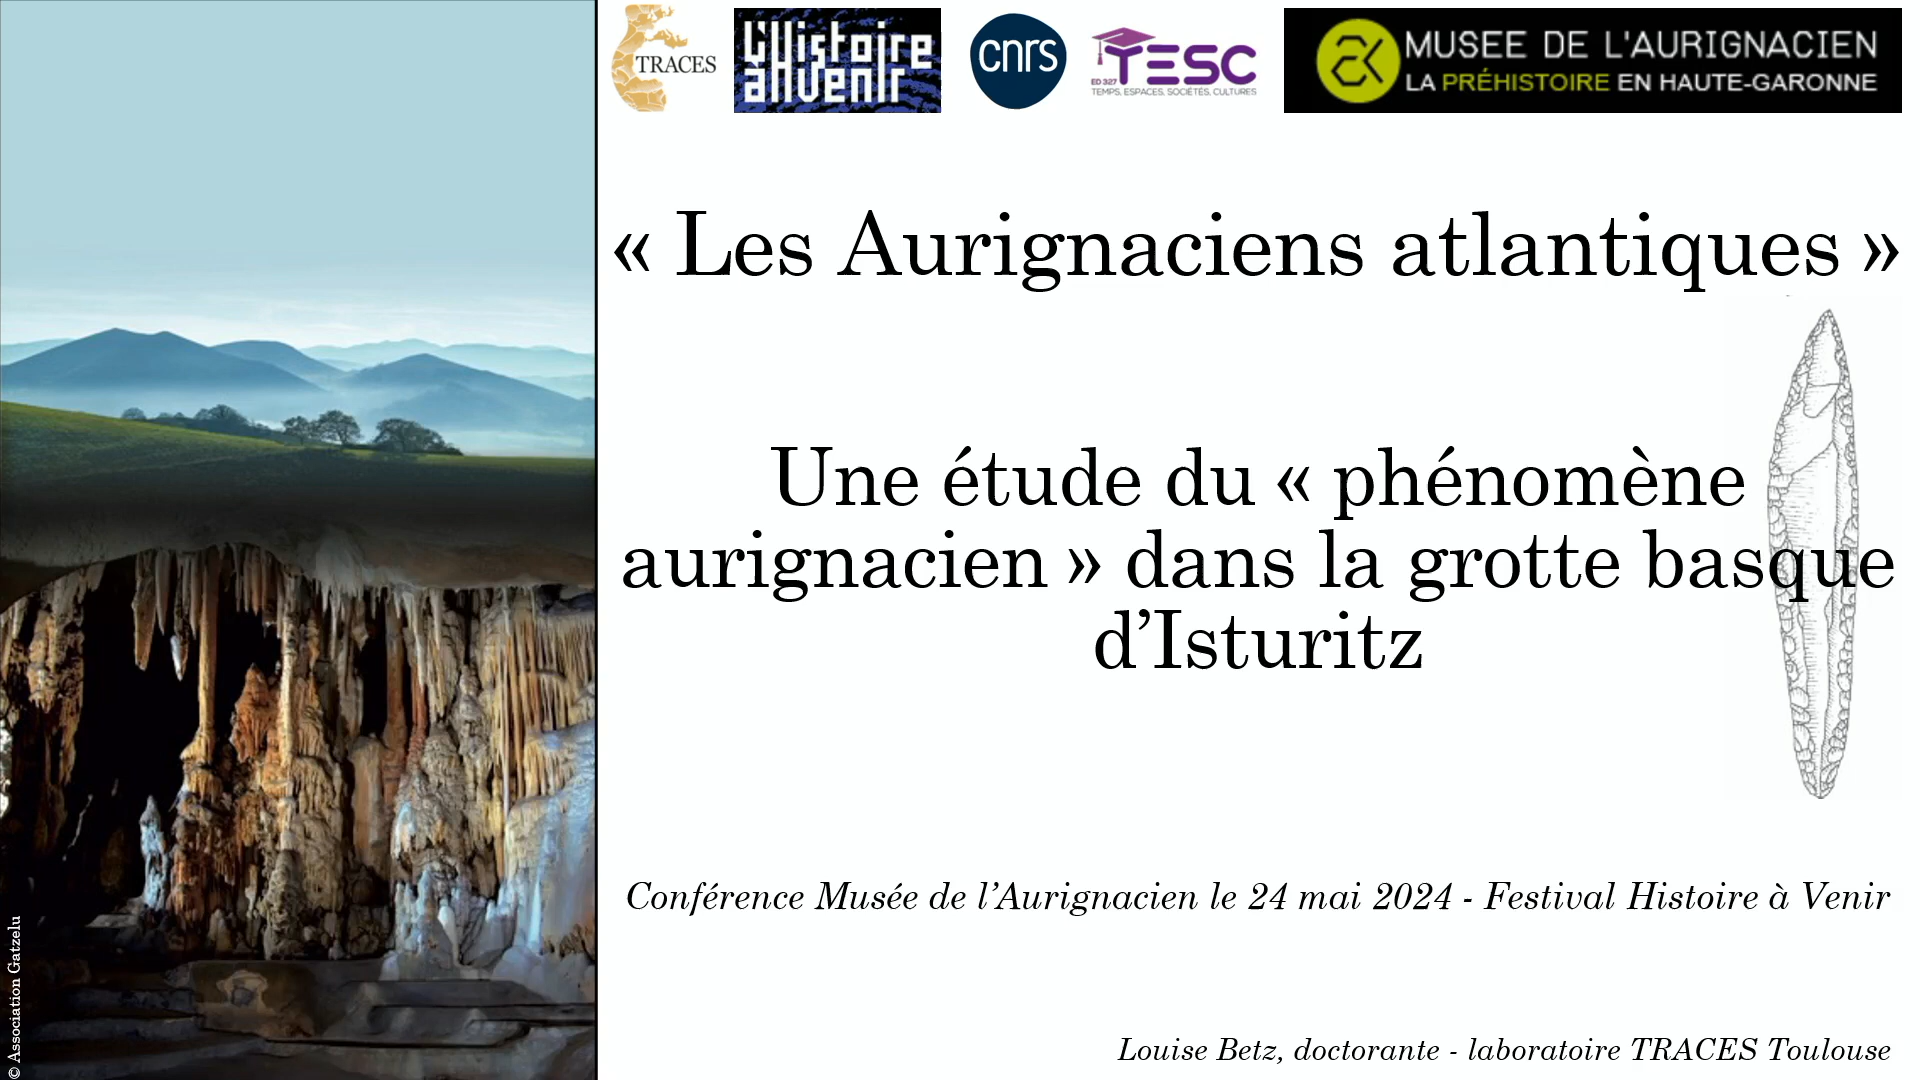 TRACES
L'Histoire
à venir
cnrs
TESC
ED 327
TEMPS, ESPACES, SOCIÉTÉS, CULTURES
MUSEE DE L'AURIGNACIEN
LA PRÉHISTOIRE EN HAUTE-GARONNE
« Les Aurignaciens atlantiques »
Une étude du « phénomène
aurignacien » dans la grotte basque
d’Isturitz
Conférence Musée de l’Aurignacien le 24 mai 2024 - Festival Histoire à Venir
Louise Betz, doctorante - laboratoire TRACES Toulouse
© Association Gatzelu